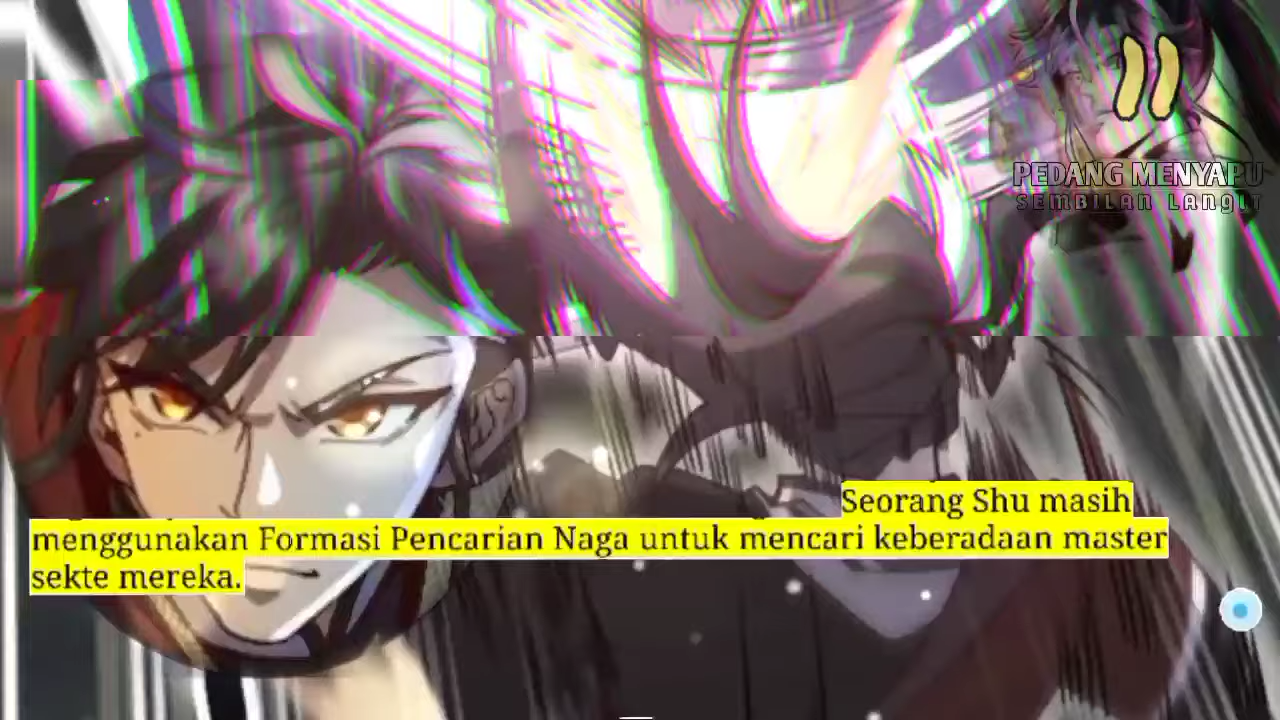 PEDANG MENYAPU
SEMBILAN LANGIT
Seorang Shu masih
menggunakan Formasi Pencarian Naga untuk mencari keberadaan master
sekte mereka.